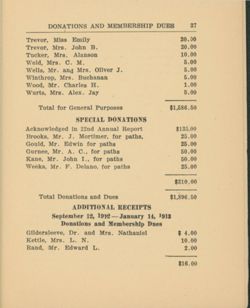 DONATIONS AND MEMBERSHIP DUES 27
Trevor, Miss Emily 20.00
Trevor, Mrs. John B. 20.00
Tucker, Mrs. Alanson 10.00
Weld, Mrs. C. M. 5.00
Wells, Mr. and Mrs. Oliver J. 5.00
Winthrop, Mrs. Buchanan 5.00
Wood, Mr. Charles H. 1.00
Wurts, Mrs. Alex. Jay 5.00
Total for General Purposes $1,586.50
SPECIAL DONATIONS
Acknowledged in 22nd Annual Report $135.00
Brooks, Mr. J. Mortimer, for paths, 25.00
Gould, Mr. Edwin for paths 25.00
Gurnee, Mr. A. C., for paths 50.00
Kane, Mr. John I., for paths, 50.00
Weeks, Mr. F. Delano, for paths 25.00
$310.00
Total Donations and Dues $1,896.50
ADDITIONAL RECEIPTS
September 12, 1912 — January 14, 1913
Donations and Membership Dues
Gildersleeve, Dr. and Mrs. Nathaniel $ 4.00
Kettle, Mrs. L. N. 10.00
Rand, Mr. Edward L. 2.00
$16.00